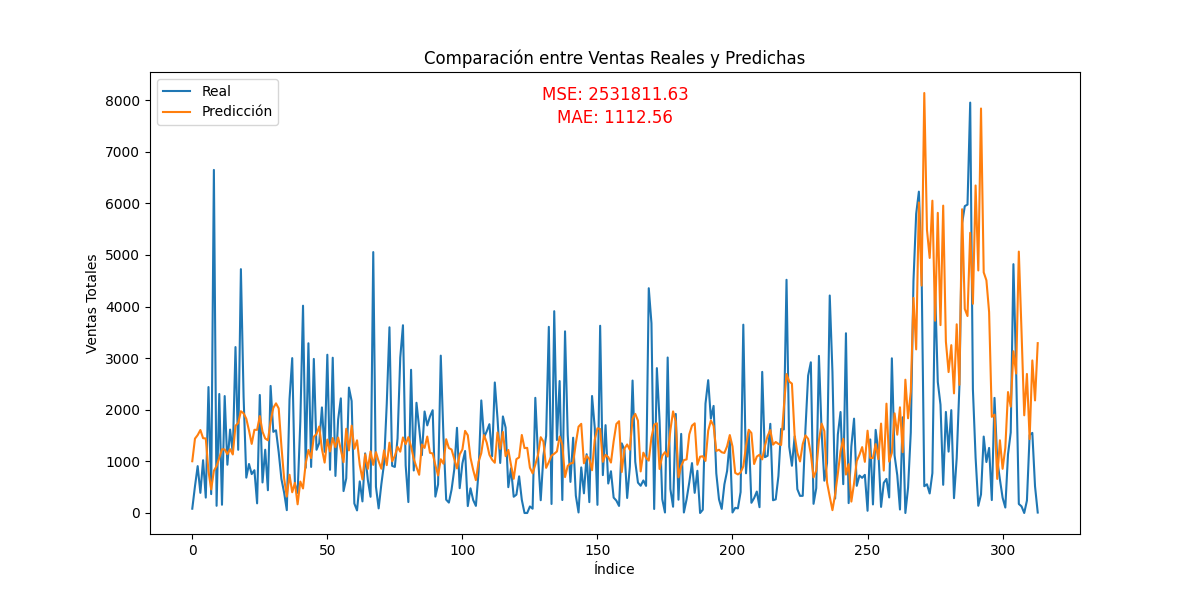 Comparación entre Ventas Reales y Predichas
Real
Predicción
MSE: 2531811.63
MAE: 1112.56
Ventas Totales
8000
7000
6000
5000
4000
3000
2000
1000
0
0 50 100 150 200 250 300
Índice